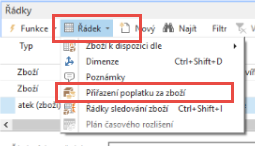 Řádky
Funkce Řádek Nový Najít Filtr
Typ Zboží k dispozici dle
Dimenze Ctrl+Shift+D
Zboží Poznámky
Zboží Přiřazení poplatku za zboží
atek (zboží) Řádky sledování zboží Ctrl+Shift+I
Plán časového rozlišení